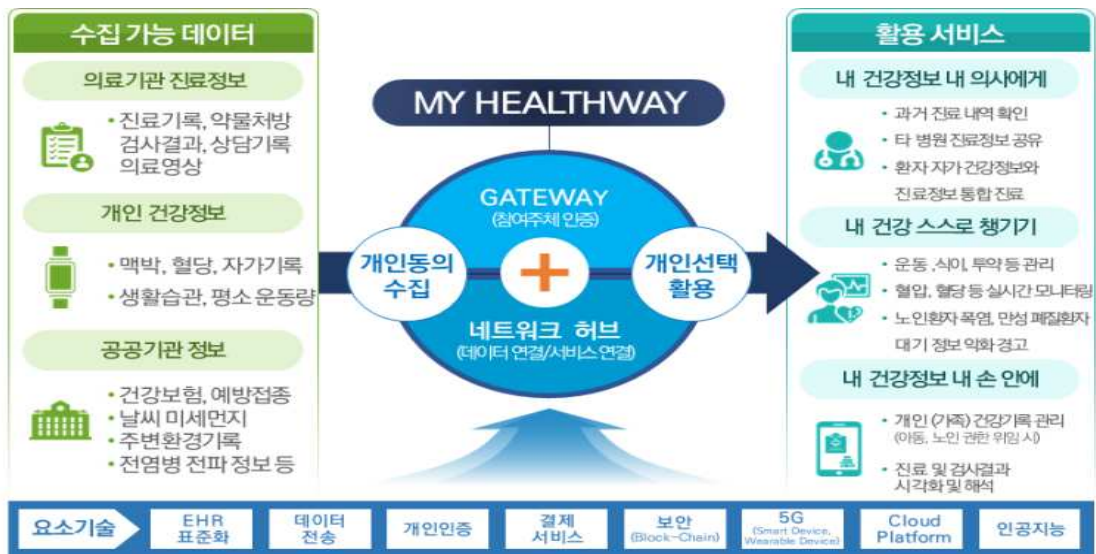 수집 가능 데이터
의료기관 진료정보
• 진료기록, 약물처방
검사결과, 상담기록
의료영상
개인 건강정보
• 맥박, 혈당, 자가기록
• 생활습관, 평소 운동량
공공기관 정보
• 건강보험, 예방접종
• 날씨 미세먼지
• 주변환경기록
• 전염병 전파 정보 등
MY HEALTHWAY
GATEWAY
(참여주체 인증)
개인동의
수집
+
개인선택
활용
네트워크 허브
(데이터 연결/서비스 연결)
활용 서비스
내 건강정보 내 의사에게
• 과거 진료 내역 확인
• 타 병원 진료정보 공유
• 환자 자가 건강정보와
진료정보 통합 진료
내 건강 스스로 챙기기
• 운동 ,식이, 투약 등 관리
• 혈압, 혈당 등 실시간 모니터링
• 노인환자 폭염, 만성 폐질환자
대기 정보 악화 경고
내 건강정보 내 손 안에
• 개인 (가족) 건강기록 관리
(아동, 노인 권한 위임 시)
• 진료 및 검사결과
시각화 및 해석
요소기술
EHR
표준화
데이터
전송
개인인증
결제
서비스
보안
(Block-Chain)
5G
(Smart Device,
Wearable Device)
Cloud
Platform
인공지능